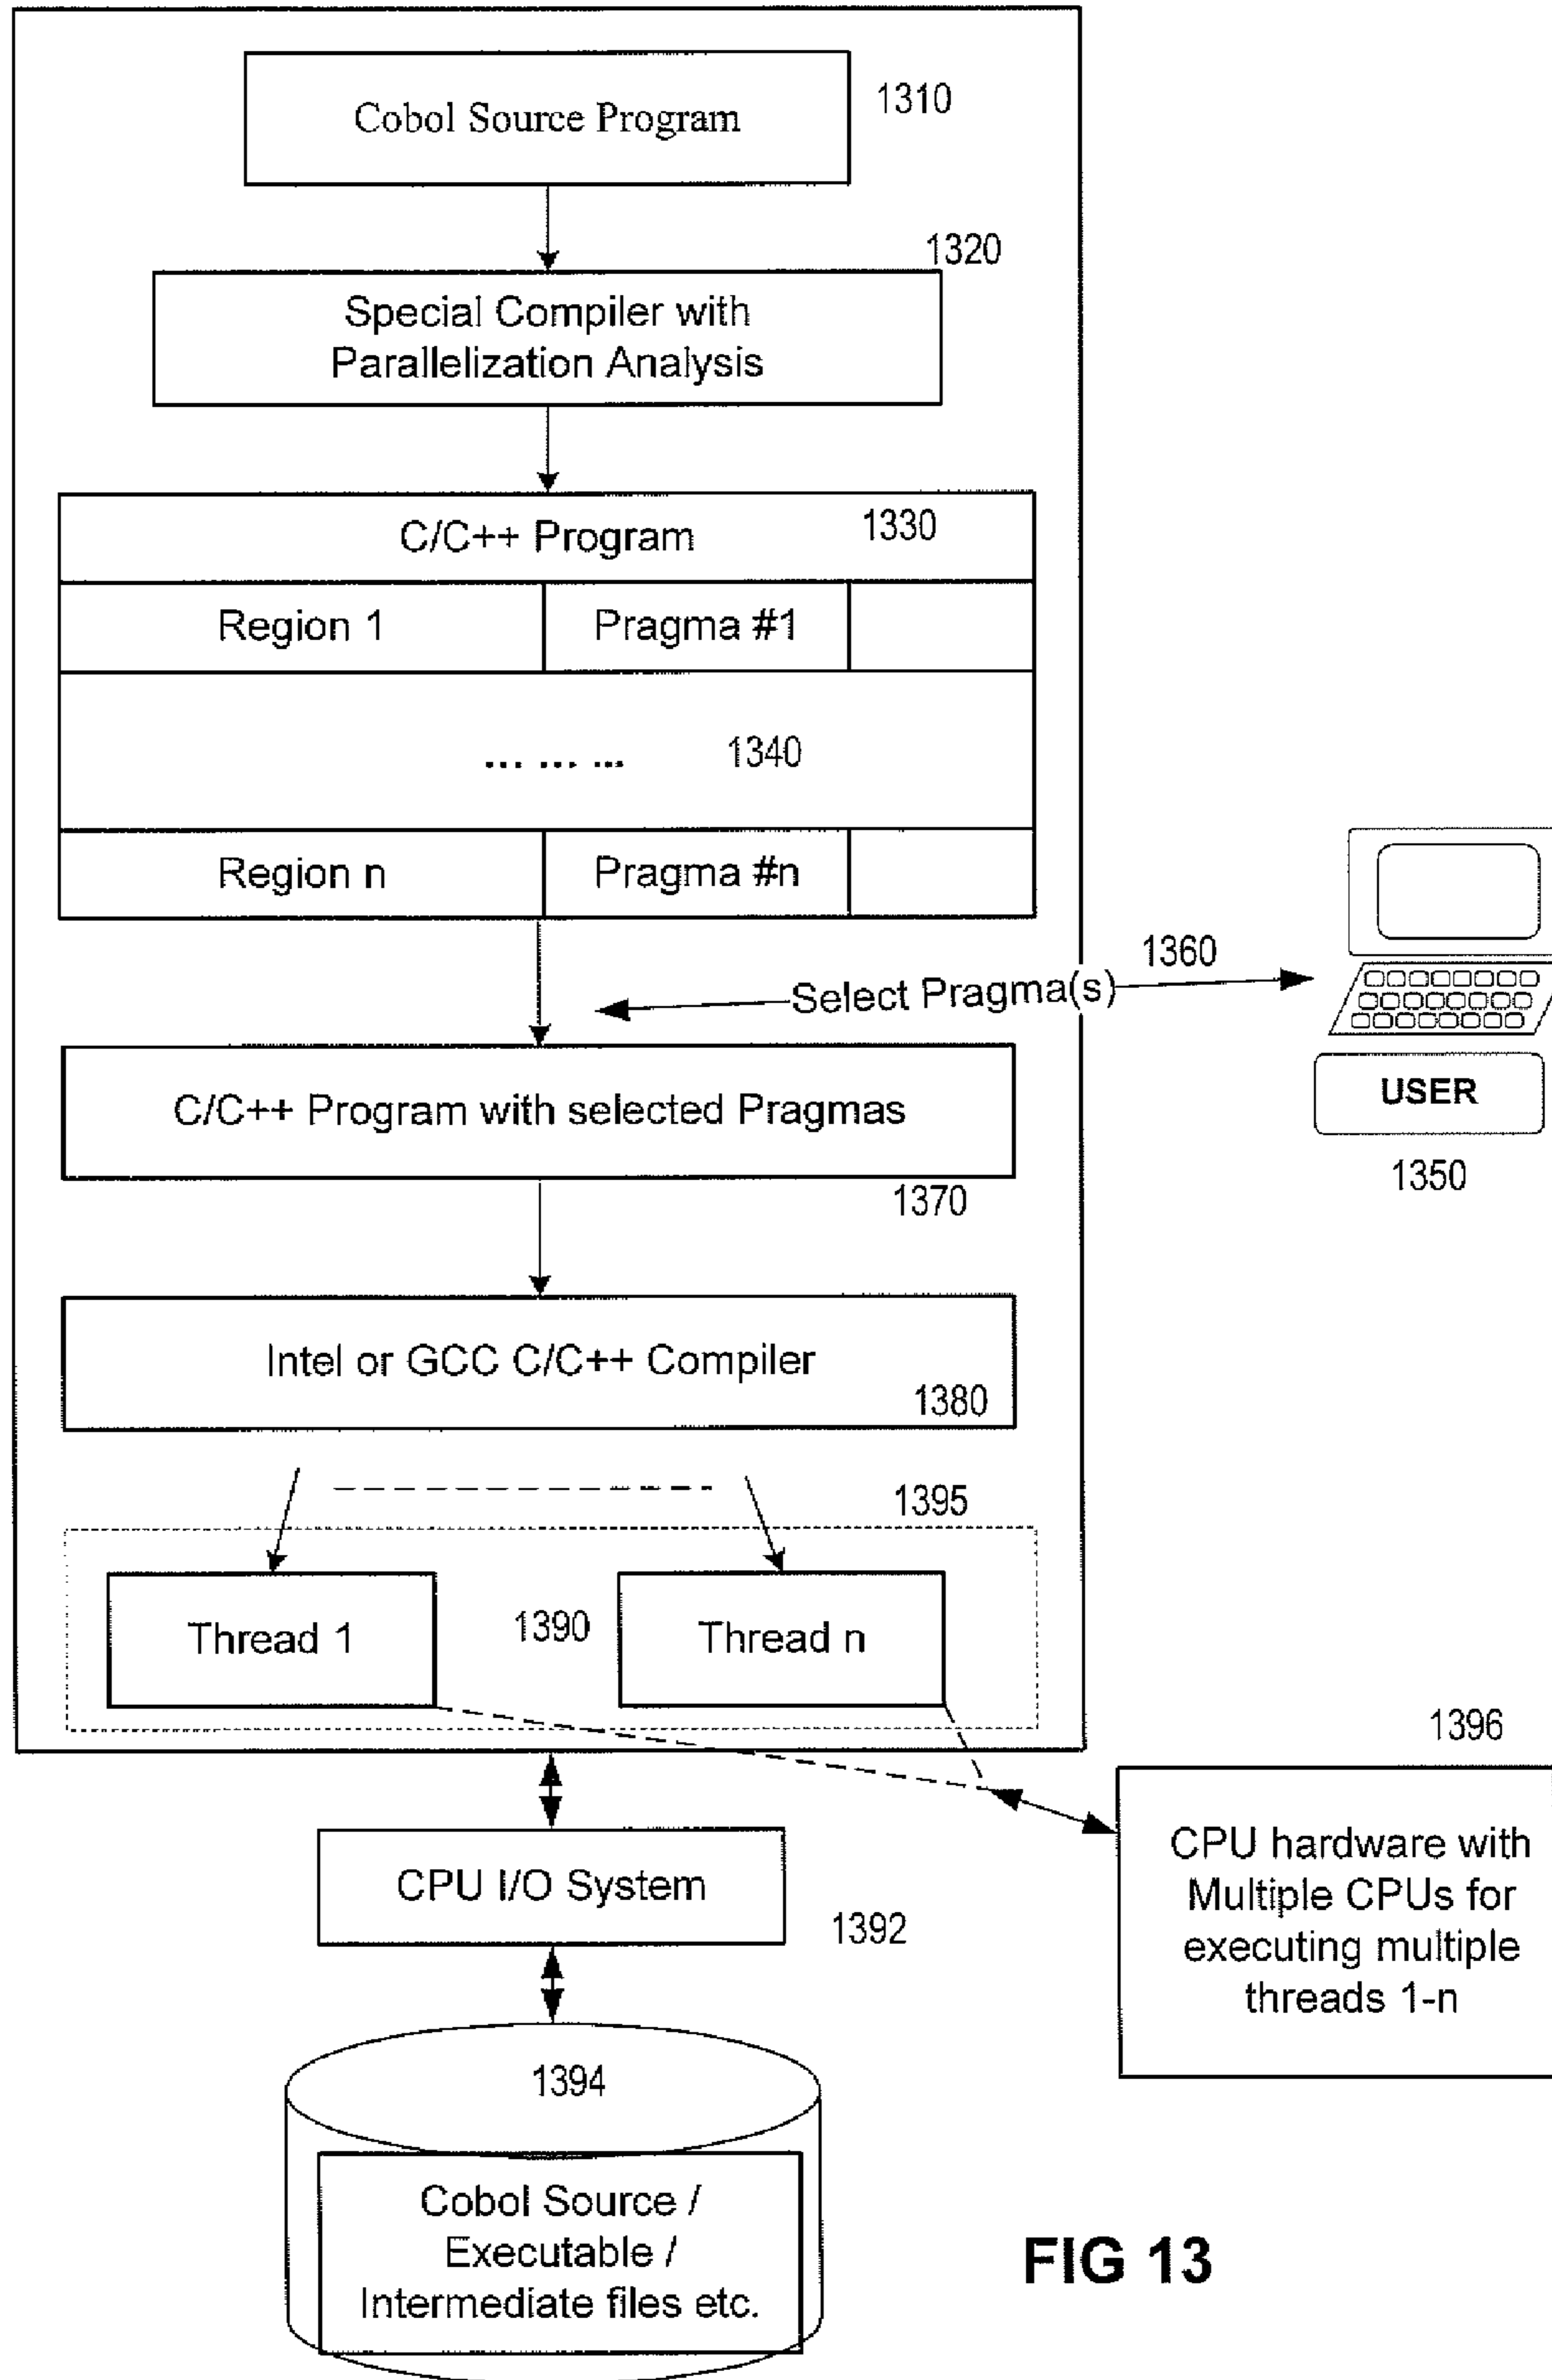 Cobol Source Program
1310
1320
Special Compiler with
Parallelization Analysis
C/C++ Program
1330
Region 1
Pragma #1
... ... ...
1340
Region n
Pragma #n
Select Pragma(s)
1360
USER
1350
C/C++ Program with selected Pragmas
1370
Intel or GCC C/C++ Compiler
1380
1395
Thread 1
1390
Thread n
1396
CPU hardware with
Multiple CPUs for
executing multiple
threads 1-n
CPU I/O System
1392
1394
Cobol Source /
Executable /
Intermediate files etc.
FIG 13